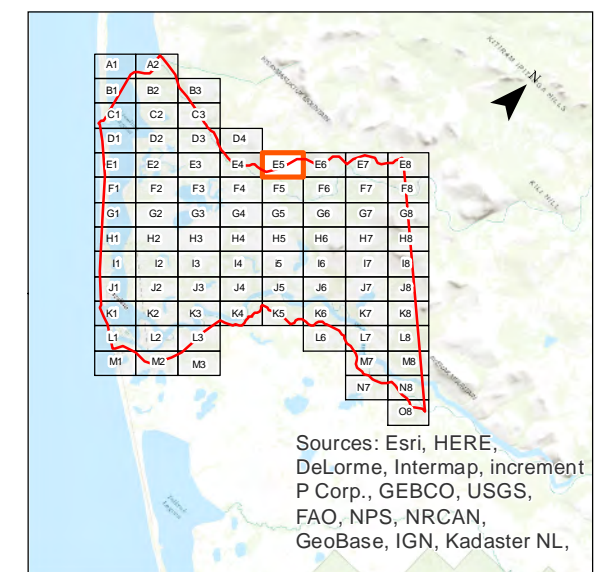 N
A1 A2
B1 B2 B3
C1 C2 C3
D1 D2 D3 D4
E1 E2 E3 E4 E5 E6 E7 E8
F1 F2 F3 F4 F5 F6 F7 F8
G1 G2 G3 G4 G5 G6 G7 G8
H1 H2 H3 H4 H5 H6 H7 H8
I1 I2 I3 I4 i5 I6 I7 I8
J1 J2 J3 J4 J5 J6 J7 J8
K1 K2 K3 K4 K5 K6 K7 K8
L1 L2 L3 L6 L7 L8
M1 M2 M3 M7 M8
N7 N8
O8
Sources: Esri, HERE,
DeLorme, Intermap, increment
P Corp., GEBCO, USGS,
FAO, NPS, NRCAN,
GeoBase, IGN, Kadaster NL,